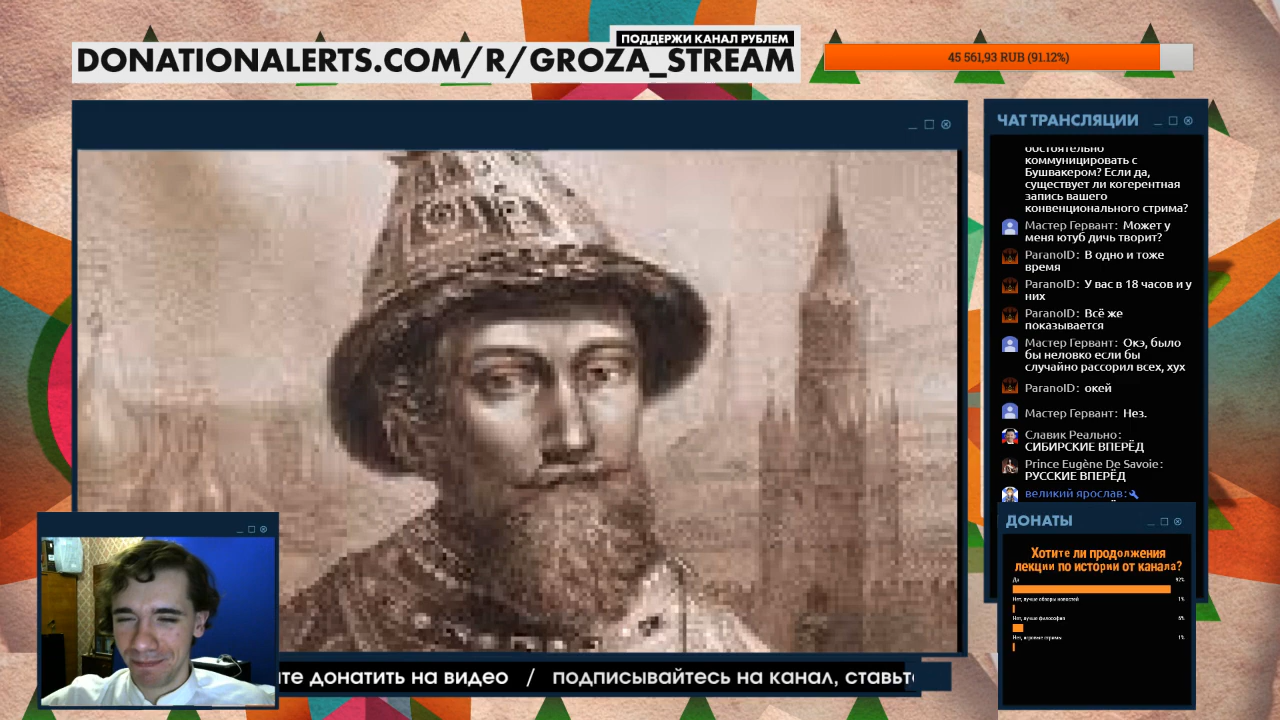 ПОДДЕРЖИ КАНАЛ РУБЛЕМ
DONATIONALERTS.COM/R/GROZA_STREAM
45 561,93 RUB (91.12%)
ЧАТ ТРАНСЛЯЦИИ
обстоятельно
коммуницировать с
Бушвакером? Если да,
существует ли когерентная
запись вашего
конвенционального стрима?
Мастер Гервант: Может у
меня ютуб дичь творит?
ParanoID: В одно и тоже
время
ParanoID: У вас в 18 часов и у
них
ParanoID: Всё же
показывается
Мастер Гервант: Окэ, было
бы неловко если бы
случайно рассорил всех, хух
ParanoID: окей
Мастер Гервант: Нез.
Славик Реально:
СИБИРСКИЕ ВПЕРЁД
Prince Eugène De Savoie:
РУССКИЕ ВПЕРЁД
великий ярослав:
ДОНАТЫ
Хотите ли продолжения
лекции по истории от канала?
Да 92%
Нет, лучше обзоры новостей 1%
Нет, лучше философия 6%
Нет, игровые стримы 1%
те донатить на видео / подписывайтесь на канал, ставьт